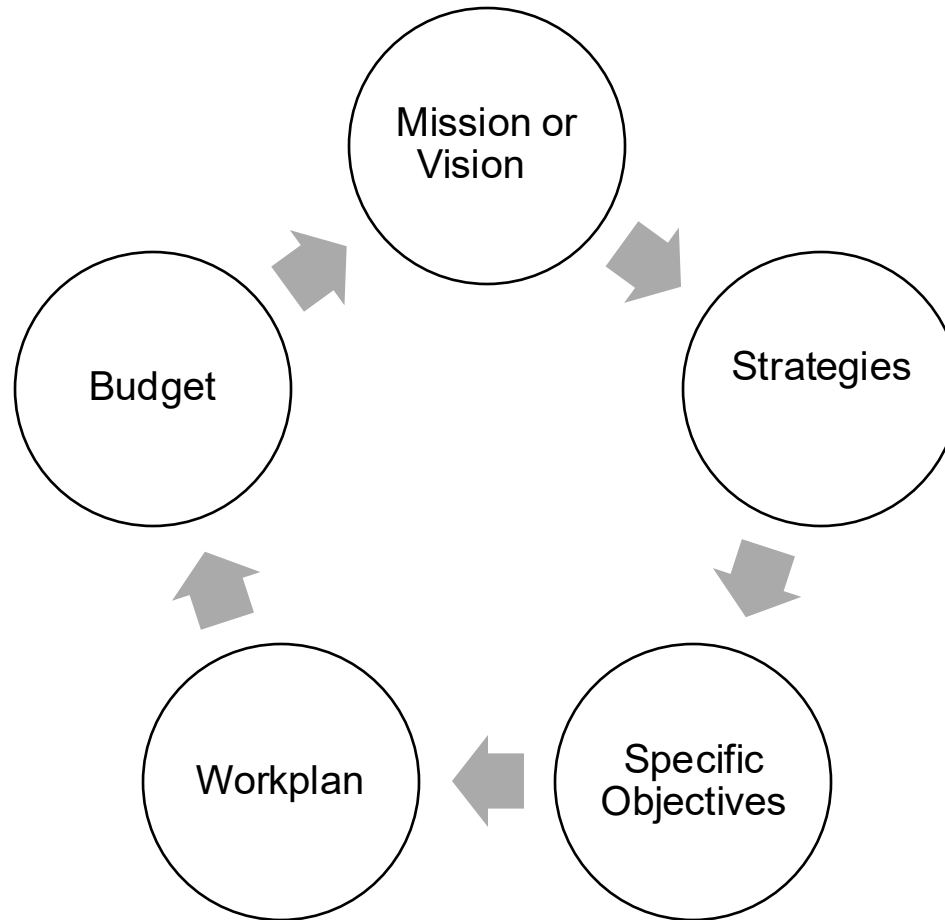 Mission or
Vision
Strategies
Specific
Objectives
Workplan
Budget